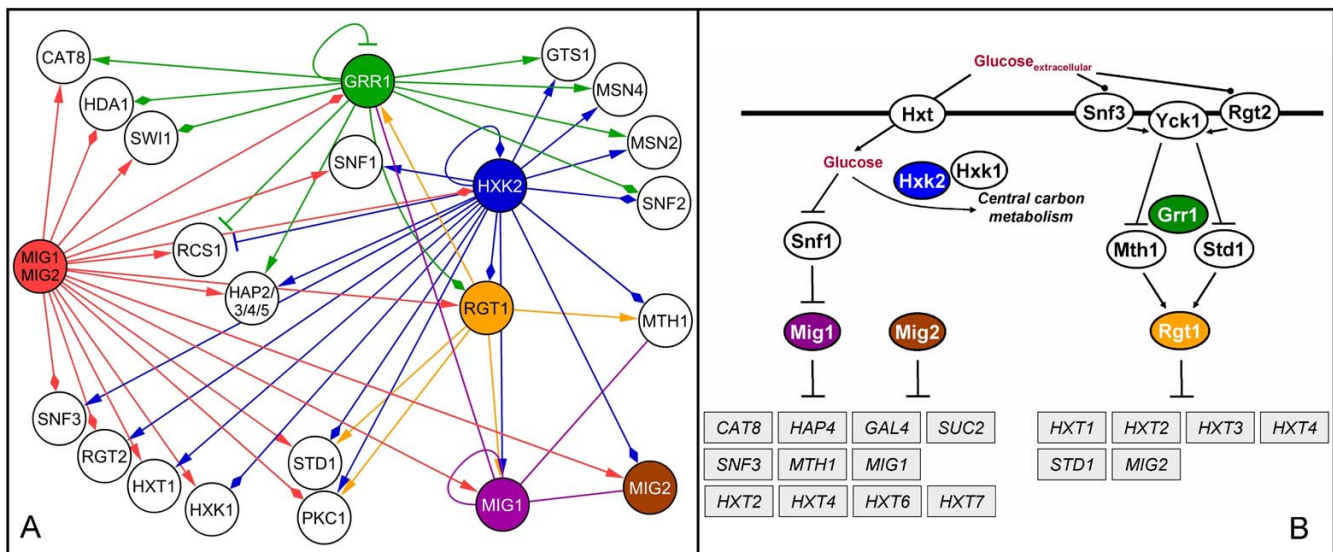 CAT8
GRR1
GTS1
HDA1
MSN4
SWI1
MSN2
SNF1
HXK2
SNF2
RCS1
MIG1
MIG2
HAP2/
3/4/5
RGT1
MTH1
SNF3
RGT2
STD1
HXT1
MIG2
HXK1
PKC1
MIG1
A
Glucoseextracellular
Hxt
Snf3
Yck1
Rgt2
Glucose
Hxk2
Hxk1
Central carbon
metabolism
Grr1
Snf1
Mth1
Std1
Mig1
Mig2
Rgt1
CAT8 HAP4 GAL4 SUC2
SNF3 MTH1 MIG1
HXT2 HXT4 HXT6 HXT7
HXT1 HXT2 HXT3 HXT4
STD1 MIG2
B